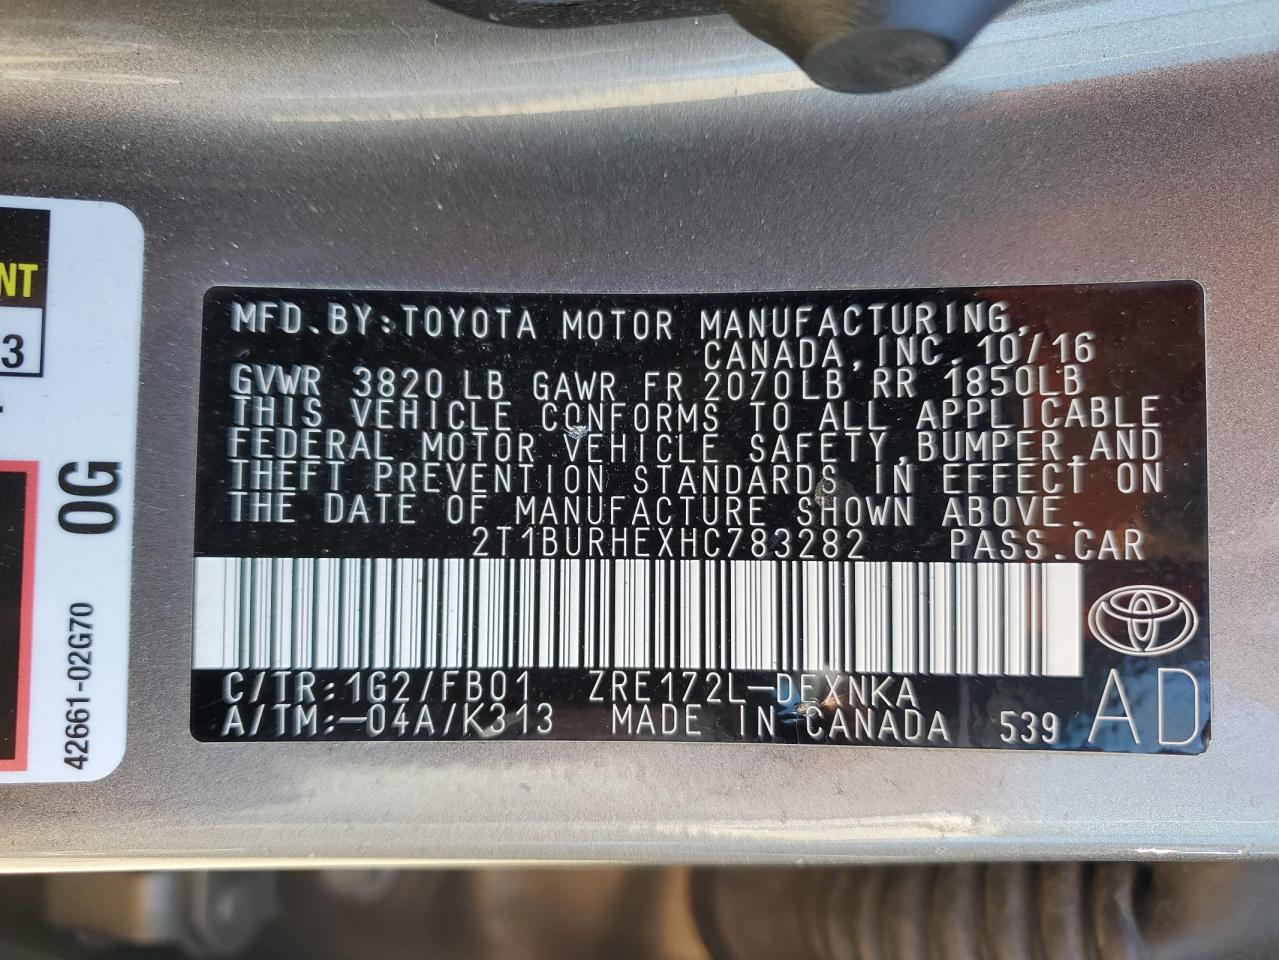 MFD.BY:TOYOTA MOTOR MANUFACTURING,
CANADA,INC. 10/16
GVWR 3820LB GAWR FR 2070LB RR 1850LB
THIS VEHICLE CONFORMS TO ALL APPLICABLE
FEDERAL MOTOR VEHICLE SAFETY,BUMPER,AND
THEFT PREVENTION STANDARDS IN EFFECT ON
THE DATE OF MANUFACTURE SHOWN ABOVE.
2T1BURHEXHC783282 PASS.CAR
C/TR:1G2/FB01 ZRE172L-DEXNKA
A/TM:-04A/K313 MADE IN CANADA 539
AD
NT
3
0G
42661-02G70